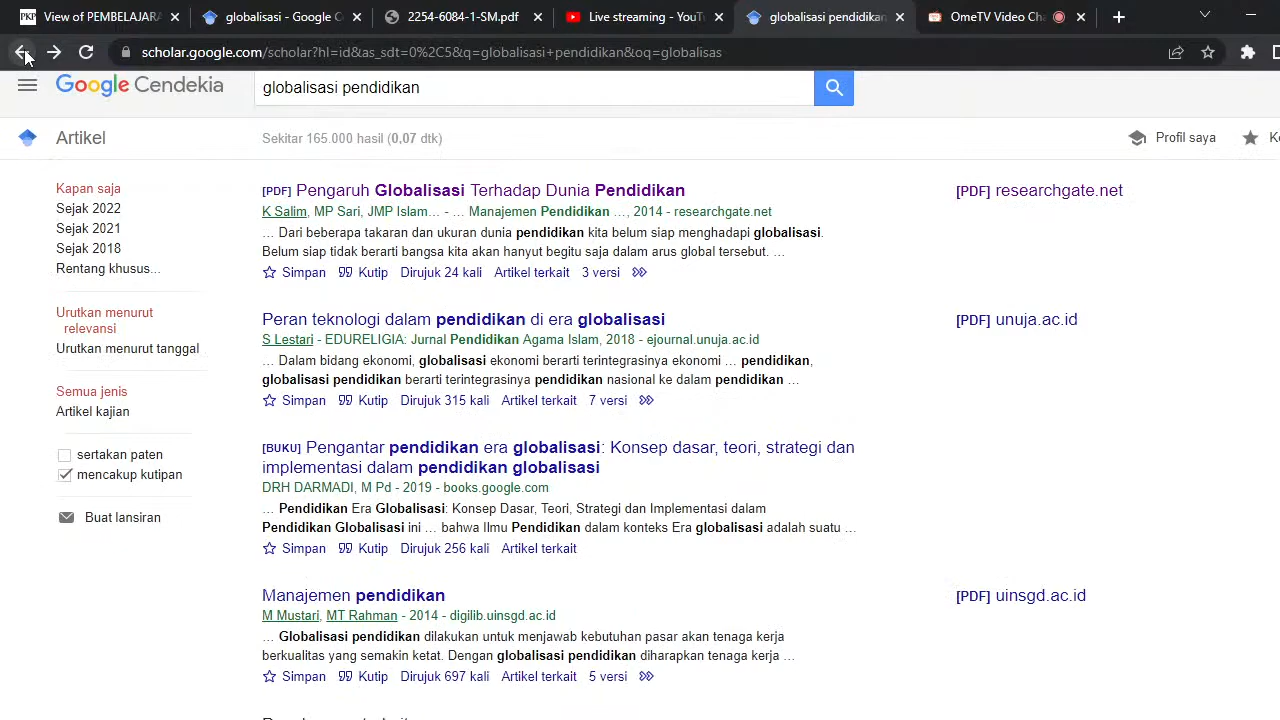 View of PEMBELAJARA
globalisasi - Google C
2254-6084-1-SM.pdf
Live streaming - YouT
globalisasi pendidikan
OmeTV Video Cha
scholar.google.com/scholar?hl=id&as_sdt=0%2C5&q=globalisasi+pendidikan&oq=globalisas
Google Cendekia
globalisasi pendidikan
Artikel
Sekitar 165.000 hasil (0,07 dtk)
Profil saya
Kapan saja
Sejak 2022
Sejak 2021
Sejak 2018
Rentang khusus...
Urutkan menurut
relevansi
Urutkan menurut tanggal
Semua jenis
Artikel kajian
sertakan paten
mencakup kutipan
Buat lansiran
[PDF] Pengaruh Globalisasi Terhadap Dunia Pendidikan
K Salim, MP Sari, JMP Islam... - ... Manajemen Pendidikan ..., 2014 - researchgate.net
... Dari beberapa takaran dan ukuran dunia pendidikan kita belum siap menghadapi globalisasi.
Belum siap tidak berarti bangsa kita akan hanyut begitu saja dalam arus global tersebut. ...
Simpan Kutip Dirujuk 24 kali Artikel terkait 3 versi
[PDF] researchgate.net
Peran teknologi dalam pendidikan di era globalisasi
S Lestari - EDURELIGIA: Jurnal Pendidikan Agama Islam, 2018 - ejournal.unuja.ac.id
... Dalam bidang ekonomi, globalisasi ekonomi berarti terintegrasinya ekonomi ... pendidikan,
globalisasi pendidikan berarti terintegrasinya pendidikan nasional ke dalam pendidikan ...
Simpan Kutip Dirujuk 315 kali Artikel terkait 7 versi
[PDF] unuja.ac.id
[BUKU] Pengantar pendidikan era globalisasi: Konsep dasar, teori, strategi dan
implementasi dalam pendidikan globalisasi
DRH DARMADI, M Pd - 2019 - books.google.com
... Pendidikan Era Globalisasi: Konsep Dasar, Teori, Strategi dan Implementasi dalam
Pendidikan Globalisasi ini ... bahwa Ilmu Pendidikan dalam konteks Era globalisasi adalah suatu ...
Simpan Kutip Dirujuk 256 kali Artikel terkait
Manajemen pendidikan
M Mustari, MT Rahman - 2014 - digilib.uinsgd.ac.id
... Globalisasi pendidikan dilakukan untuk menjawab kebutuhan pasar akan tenaga kerja
berkualitas yang semakin ketat. Dengan globalisasi pendidikan diharapkan tenaga kerja ...
Simpan Kutip Dirujuk 697 kali Artikel terkait 5 versi
[PDF] uinsgd.ac.id